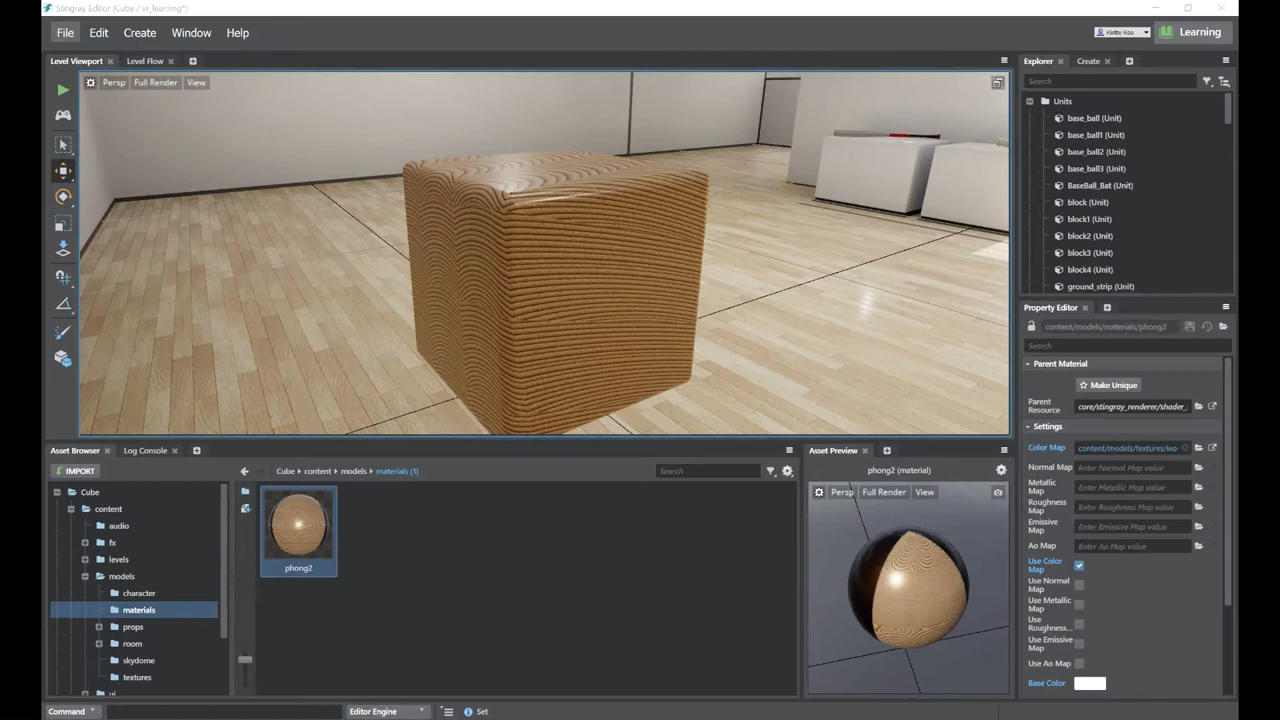 Stingray Editor (Cube / vr_learning*)
File Edit Create Window Help
Kinthy Koo
Learning
Level Viewport
Level Flow
Persp
Full Render
View
Explorer
Create
Search
Units
base_ball (Unit)
base_ball1 (Unit)
base_ball2 (Unit)
base_ball3 (Unit)
BaseBall_Bat (Unit)
block (Unit)
block1 (Unit)
block2 (Unit)
block3 (Unit)
block4 (Unit)
ground_strip (Unit)
Property Editor
content/models/materials/phong2
Search
Parent Material
Make Unique
Parent
Resource
core/stingray_renderer/shader_
Settings
Color Map
content/models/textures/wo
Normal Map
Enter Normal Map value
Metallic
Map
Enter Metallic Map value
Roughness
Map
Enter Roughness Map value
Emissive
Map
Enter Emissive Map value
Ao Map
Enter Ao Map value
Use Color
Map
Use Normal
Map
Use Metallic
Map
Use
Roughness...
Use Emissive
Map
Use Ao Map
Base Color
Asset Browser
Log Console
IMPORT
Cube
content
audio
fx
levels
models
character
materials
props
room
skydome
textures
ui
Cube content models materials (1)
Search
phong2
Asset Preview
phong2 (material)
Persp
Full Render
View
Command
Editor Engine
Set